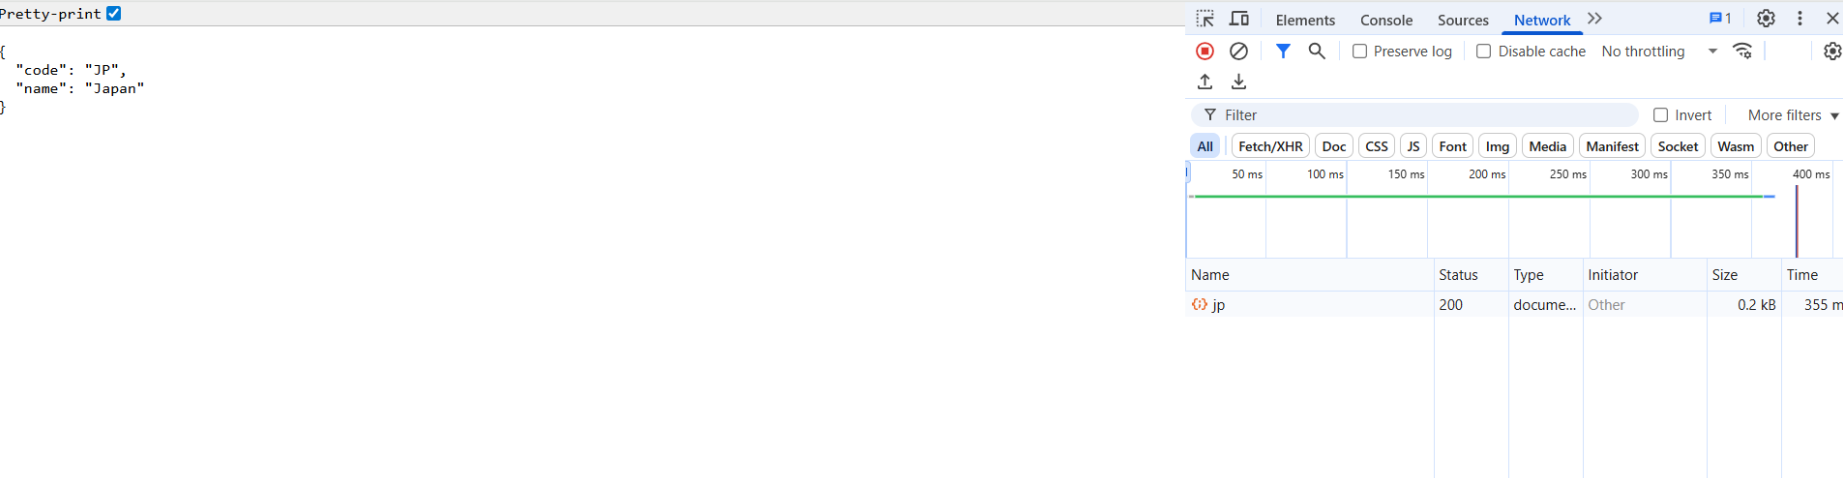 Pretty-print
{
"code": "JP",
"name": "Japan"
}
Elements Console Sources Network 1
Preserve log Disable cache No throttling
Filter Invert More filters
All Fetch/XHR Doc CSS JS Font Img Media Manifest Socket Wasm Other
50 ms 100 ms 150 ms 200 ms 250 ms 300 ms 350 ms 400 ms
Name Status Type Initiator Size Time
jp 200 docume... Other 0.2 kB 355 m